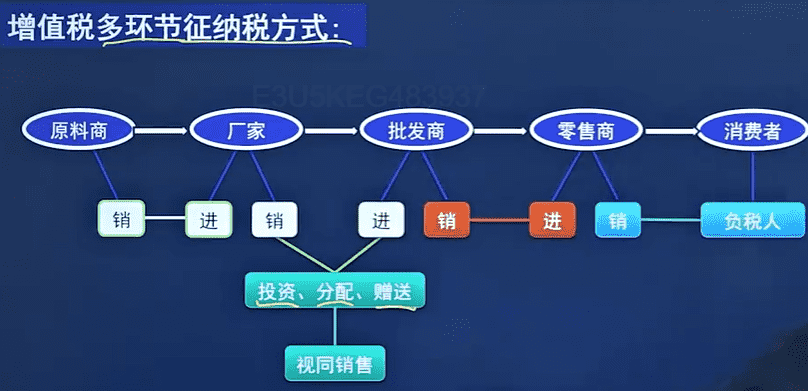 增值税多环节征纳税方式:
F3U5KEG483937
原料商 厂家 批发商 零售商 消费者
销 进 销 进 销 进 销 负税人
投资、分配、赠送
视同销售